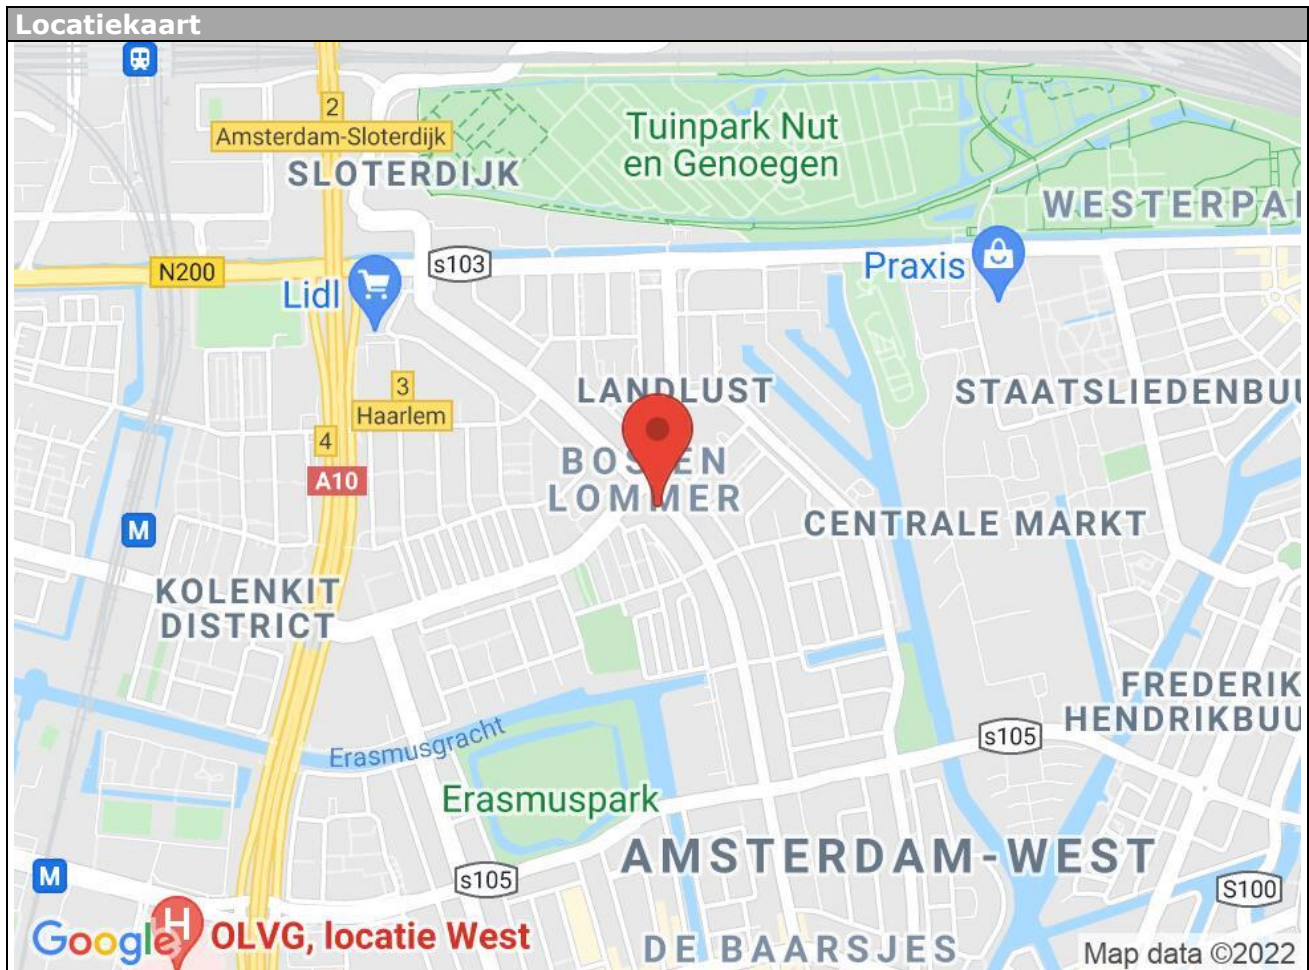 Locatiekaart
2
Amsterdam-Sloterdijk
SLOTERDIJK
Tuinpark Nut
en Genoegen
WESTERPA
N200
s103
Lidl
Praxis
3
Haarlem
4
A10
LANDLUST
STAATSLIEDENBUU
BOS EN
LOMMER
M
CENTRALE MARKT
KOLENKIT
DISTRICT
FREDERIK
HENDRIKBUU
s105
Erasmusgracht
Erasmuspark
AMSTERDAM-WEST
M
s105
S100
H
Google
OLVG, locatie West
DE BAARSJES
Map data ©2022